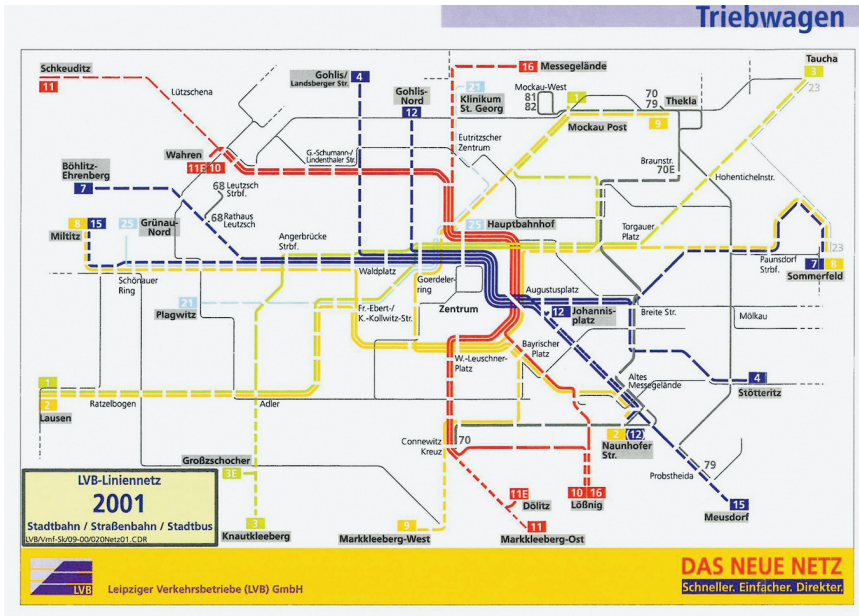 Triebwagen
Schkeuditz
11
Lützschena
Gohlis/
Landsberger Str.
4
Gohlis-
Nord
12
16 Messegelände
21
Klinikum
St. Georg
Mockau-West
81
82
1
Mockau Post
9
70
79
Thekla
Taucha
3
23
Wahren
11E 10
G.-Schumann-/
Lindenthaler Str.
Eutritzscher
Zentrum
Braunstr.
70E
Hohentichelnstr.
Böhlitz-
Ehrenberg
7
68 Leutzsch
Strbf.
68 Rathaus
Leutzsch
8 15
Miltitz
25 Grünau-
Nord
Angerbrücke
Strbf.
25 Hauptbahnhof
Torgauer
Platz
23
Paunsdorf
Strbf.
7 8
Sommerfeld
Schönauer
Ring
Waldplatz
Goerdeler-
ring
Augustusplatz
21
Plagwitz
Fr.-Ebert-/
K.-Kollwitz-Str.
Zentrum
12 Johannis-
platz
Breite Str.
Mölkau
W.-Leuschner-
Platz
Bayrischer
Platz
1
2
Lausen
Ratzelbogen
Adler
Altes
Messegelände
4
Stötteritz
Connewitz
Kreuz
70
2 (12)
Naunhofer
Str.
Großzschocher
3E
79
Probstheida
3
Knautkleeberg
9
Markkleeberg-West
11E
Dölitz
11
Markkleeberg-Ost
10 16
Lößnig
15
Meusdorf
LVB-Liniennetz
2001
Stadtbahn / Straßenbahn / Stadtbus
LVB/Vmf-Sk/09-00/020Netz01.CDR
LVB
Leipziger Verkehrsbetriebe (LVB) GmbH
DAS NEUE NETZ
Schneller. Einfacher. Direkter.